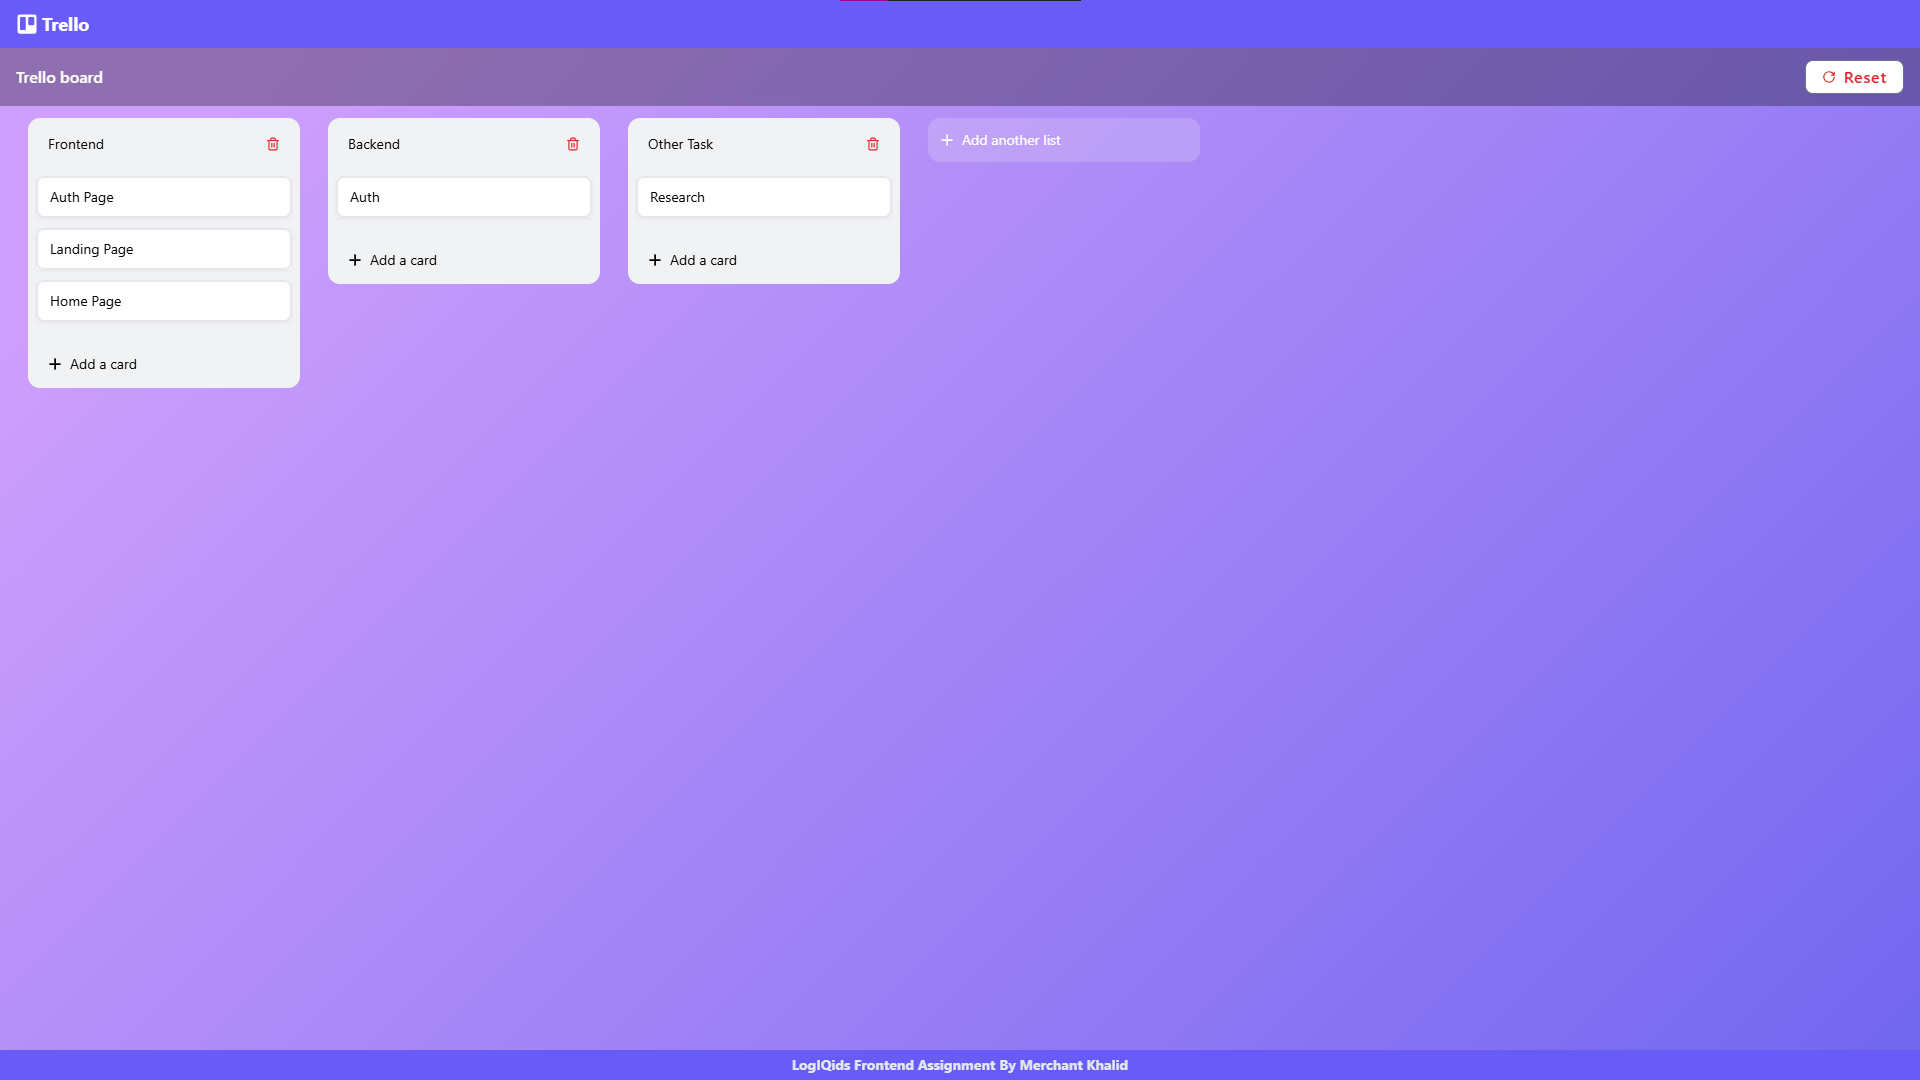 Trello
Trello board
Reset
Frontend
Auth Page
Landing Page
Home Page
Add a card
Backend
Auth
Add a card
Other Task
Research
Add a card
Add another list
LogIQids Frontend Assignment By Merchant Khalid